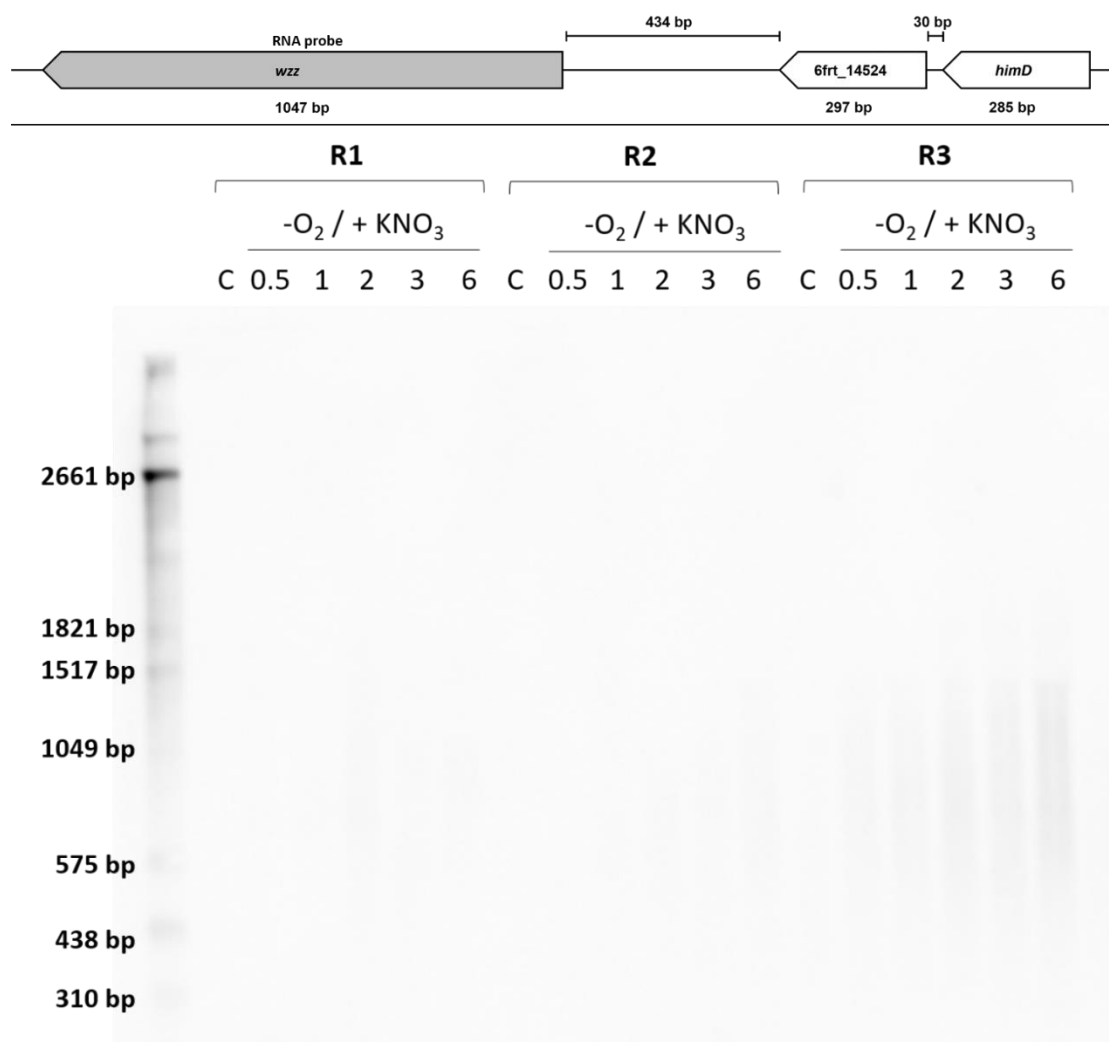 434 bp 30 bp
RNA probe
wzz 6frt_14524 himD
1047 bp 297 bp 285 bp
R1 R2 R3
-O₂ / + KNO₃ -O₂ / + KNO₃ -O₂ / + KNO₃
C 0.5 1 2 3 6 C 0.5 1 2 3 6 C 0.5 1 2 3 6
2661 bp
1821 bp
1517 bp
1049 bp
575 bp
438 bp
310 bp